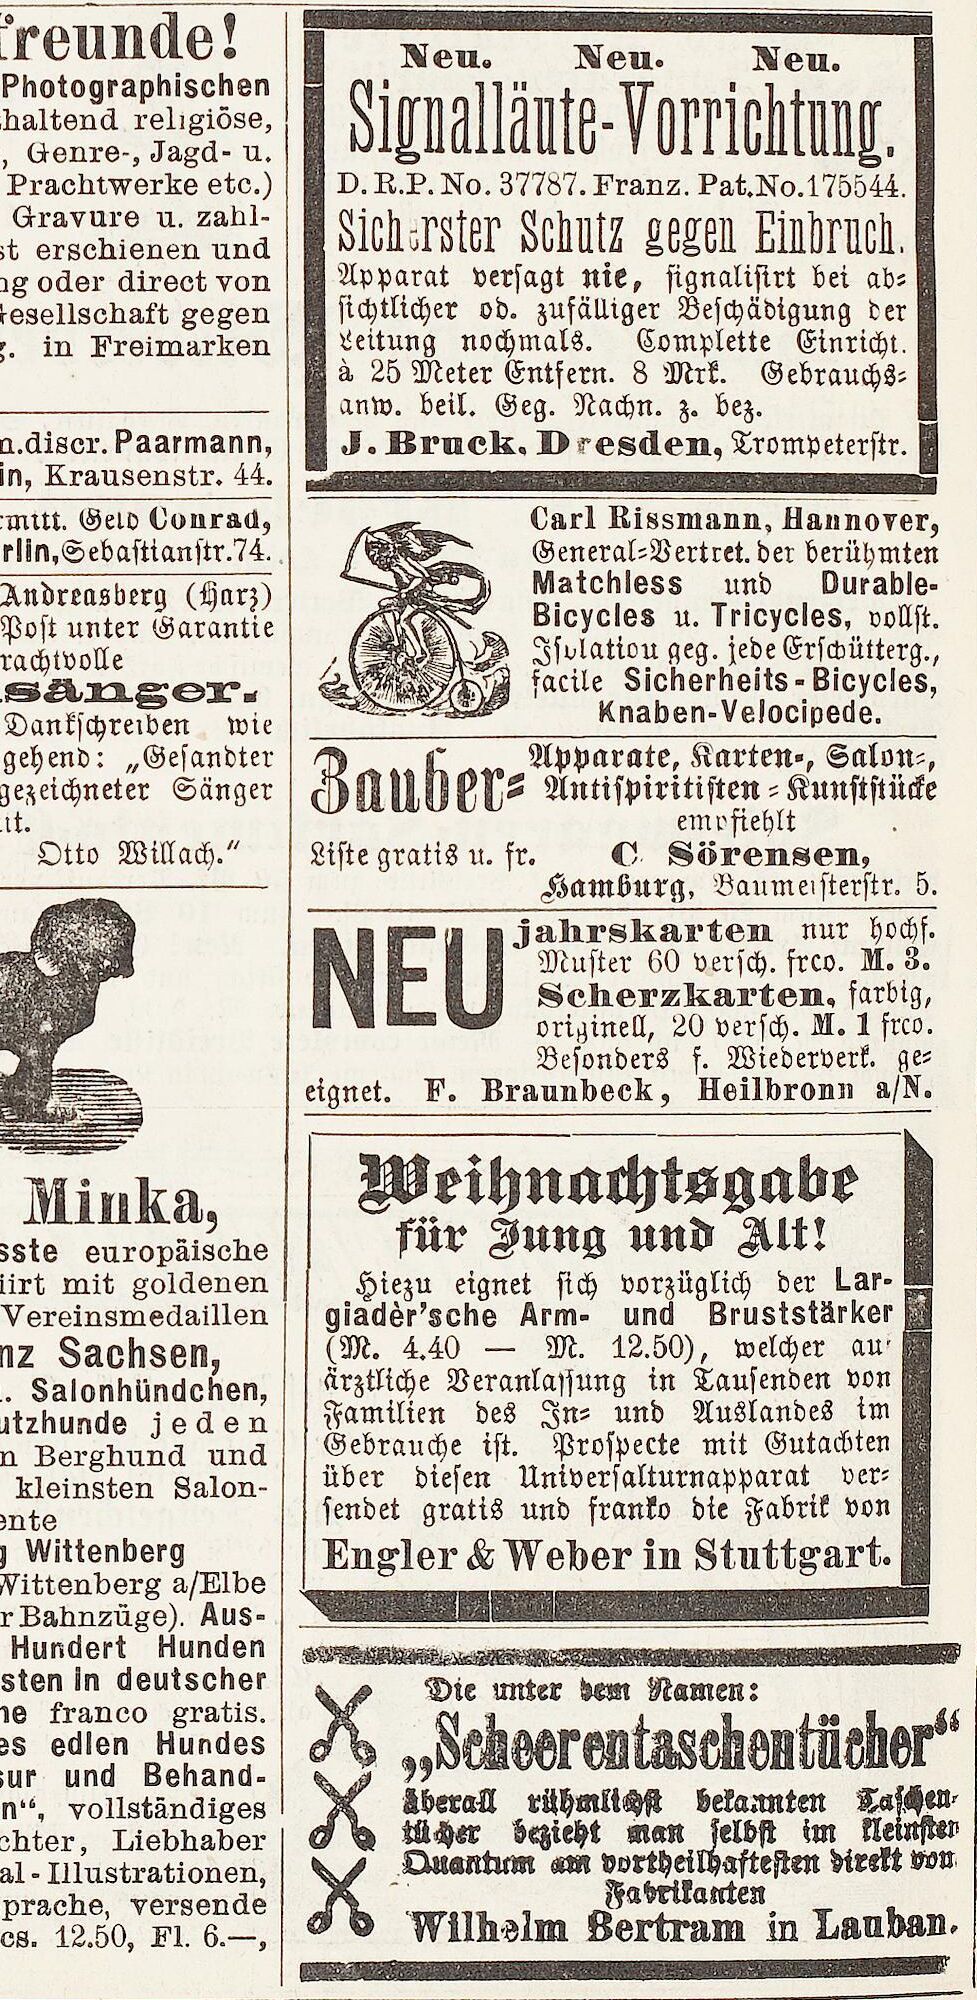 freunde!
Photographischen
haltend religiöse,
, Genre-, Jagd- u.
Prachtwerke etc.)
Gravure u. zahl-
st erschienen und
ng oder direct von
Gesellschaft gegen
g. in Freimarken
n.discr. Paarmann,
in, Krausenstr. 44.
rmitt. Geld Conrad,
rlin, Sebastianstr. 74.
Andreasberg (Harz)
Post unter Garantie
rachtvolle
sänger.
Dankschreiben wie
gehend: „Gesandter
gezeichneter Sänger
ut.
Otto Willach.“
Minka,
sste europäische
iirt mit goldenen
Vereinsmedaillen
nz Sachsen,
. Salonhündchen,
utzhunde jeden
n Berghund und
kleinsten Salon-
ente
g Wittenberg
Wittenberg a/Elbe
r Bahnzüge). Aus-
Hundert Hunden
sten in deutscher
he franco gratis.
es edlen Hundes
sur und Behand-
n“, vollständiges
chter, Liebhaber
al-Illustrationen,
prache, versende
cs. 12.50, Fl. 6.—,
Neu. Neu. Neu.
Signalläute-Vorrichtung.
D. R. P. No. 37787. Franz. Pat. No. 175544.
Sicherster Schutz gegen Einbruch.
Apparat versagt nie, signalisirt bei ab-
sichtlicher od. zufälliger Beschädigung der
Leitung nochmals. Complette Einricht.
à 25 Meter Entfern. 8 Mrk. Gebrauchs-
anw. beil. Geg. Nachn. z. bez.
J. Bruck, Dresden, Trompeterstr.
Carl Rissmann, Hannover,
General-Vertret. der berühmten
Matchless und Durable-
Bicycles u. Tricycles, vollst.
Isolation geg. jede Erschütterg.,
facile Sicherheits-Bicycles,
Knaben-Velocipede.
Zauber- Apparate, Karten-, Salon-,
Antispiritisten-Kunststücke
empfiehlt
Liste gratis u. fr. C. Sörensen,
Hamburg, Baumeisterstr. 5.
NEUjahrskarten nur hochf.
Muster 60 versch. frco. M. 3.
Scherzkarten, farbig,
originell, 20 versch. M. 1 frco.
Besonders f. Wiederverk. ge-
eignet. F. Braunbeck, Heilbronn a/N.
Weihnachtsgabe
für Jung und Alt!
Hiezu eignet sich vorzüglich der Lar-
giadèr’sche Arm- und Bruststärker
(M. 4.40 — M. 12.50), welcher auf
ärztliche Veranlassung in Tausenden von
Familien des In- und Auslandes im
Gebrauche ist. Prospecte mit Gutachten
über diesen Universalturnapparat ver-
sendet gratis und franko die Fabrik von
Engler & Weber in Stuttgart.
Die unter dem Namen:
„Scheerentaschentücher“
überall rühmlichst bekannten Taschen-
tücher bezieht man selbst im kleinsten
Quantum am vortheilhaftesten direkt von
Fabrikanten
Wilhelm Bertram in Lauban.